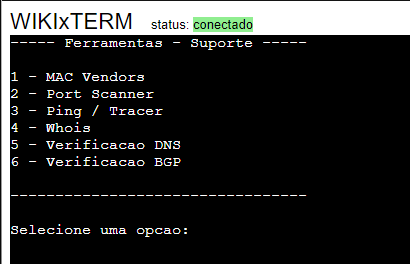 WIKIxTERM status: conectado
----- Ferramentas - Suporte -----
1 - MAC Vendors
2 - Port Scanner
3 - Ping / Tracer
4 - Whois
5 - Verificacao DNS
6 - Verificacao BGP
---------------------------------
Selecione uma opcao: